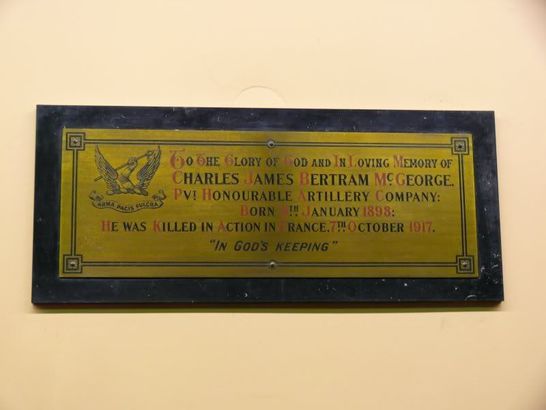 To The Glory of God and In Loving Memory of
Charles James Bertram McGeorge.
Pvt Honourable Artillery Company:
Born January 1898:
He was Killed in Action in France, 7th October 1917.
"In God's Keeping"
Arma Pacis Fulcra